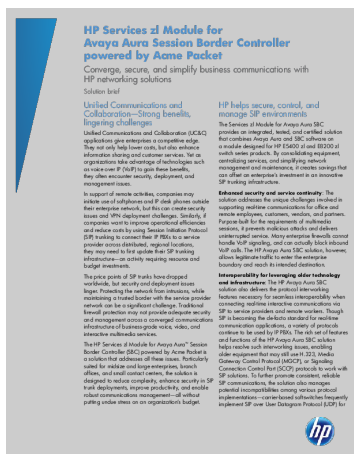 HP Services zl Module for
Avaya Aura Session Border Controller
powered by Acme Packet
Converge, secure, and simplify business communications with
HP networking solutions
Solution brief
Unified Communications and
Collaboration—Strong benefits,
lingering challenges
Unified Communications and Collaboration (UC&C)
applications give enterprises a competitive edge.
They not only help lower costs, but also enhance
information sharing and customer service. Yet as
organizations take advantage of technologies such
as voice over IP (VoIP) to gain these benefits,
they often encounter security, deployment, and
management issues.
In support of remote activities, companies may
initiate use of softphones and IP desk phones outside
their enterprise network, but this can create security
issues and VPN deployment challenges. Similarly, if
companies want to improve operational efficiencies
and reduce costs by using Session Initiation Protocol
(SIP) trunking to connect their IP PBXs to a service
provider across distributed, regional locations,
they may need to first update their SIP trunking
infrastructure—an activity requiring resource and
budget investments.
The price points of SIP trunks have dropped
worldwide, but security and deployment issues
linger. Protecting the network from intrusions, while
maintaining a trusted border with the service provider
network can be a significant challenge. Traditional
firewall protection may not provide adequate security
and management across a converged communications
infrastructure of business-grade voice, video, and
interactive multimedia services.
The HP Services zl Module for Avaya Aura™ Session
Border Controller (SBC) powered by Acme Packet is
a solution that addresses all these issues. Particularly
suited for midsize and large enterprises, branch
offices, and small contact centers, the solution is
designed to reduce complexity, enhance security in SIP
trunk deployments, improve productivity, and enable
robust communications management—all without
putting undue stress on an organization's budget.
HP helps secure, control, and
manage SIP environments
The Services zl Module for Avaya Aura SBC
provides an integrated, tested, and certified solution
that combines Avaya Aura and SBC software on
a module designed for HP E5400 zl and E8200 zl
switch series products. By consolidating equipment,
centralizing services, and simplifying network
management and maintenance, it creates savings that
can offset an enterprise's investment in an innovative
SIP trunking infrastructure.
Enhanced security and service continuity: The
solution addresses the unique challenges involved in
supporting real-time communications for office and
remote employees, customers, vendors, and partners.
Purpose built for the requirements of multimedia
sessions, it prevents malicious attacks and delivers
uninterrupted service. Many enterprise firewalls cannot
handle VoIP signaling, and can actually block inbound
VoIP calls. The HP Avaya Aura SBC solution, however,
allows legitimate traffic to enter the enterprise
boundary and reach its intended destination.
Interoperability for leveraging older technology
and infrastructure: The HP Avaya Aura SBC
solution also delivers the protocol interworking
features necessary for seamless interoperability when
connecting real-time interactive communications via
SIP to service providers and remote workers. Though
SIP is becoming the de-facto standard for real-time
communication applications, a variety of protocols
continue to be used by IP PBXs. The rich set of features
and functions of the HP Avaya Aura SBC solution
helps resolve such interworking issues, enabling
older equipment that may still use H.323, Media
Gateway Control Protocol (MGCP), or Signaling
Connection Control Part (SCCP) protocols to work with
SIP solutions. To further promote consistent, reliable
SIP communications, the solution also manages
potential incompatibilities among various protocol
implementations—carrier-based softswitches frequently
implement SIP over User Datagram Protocol (UDP) for
hp